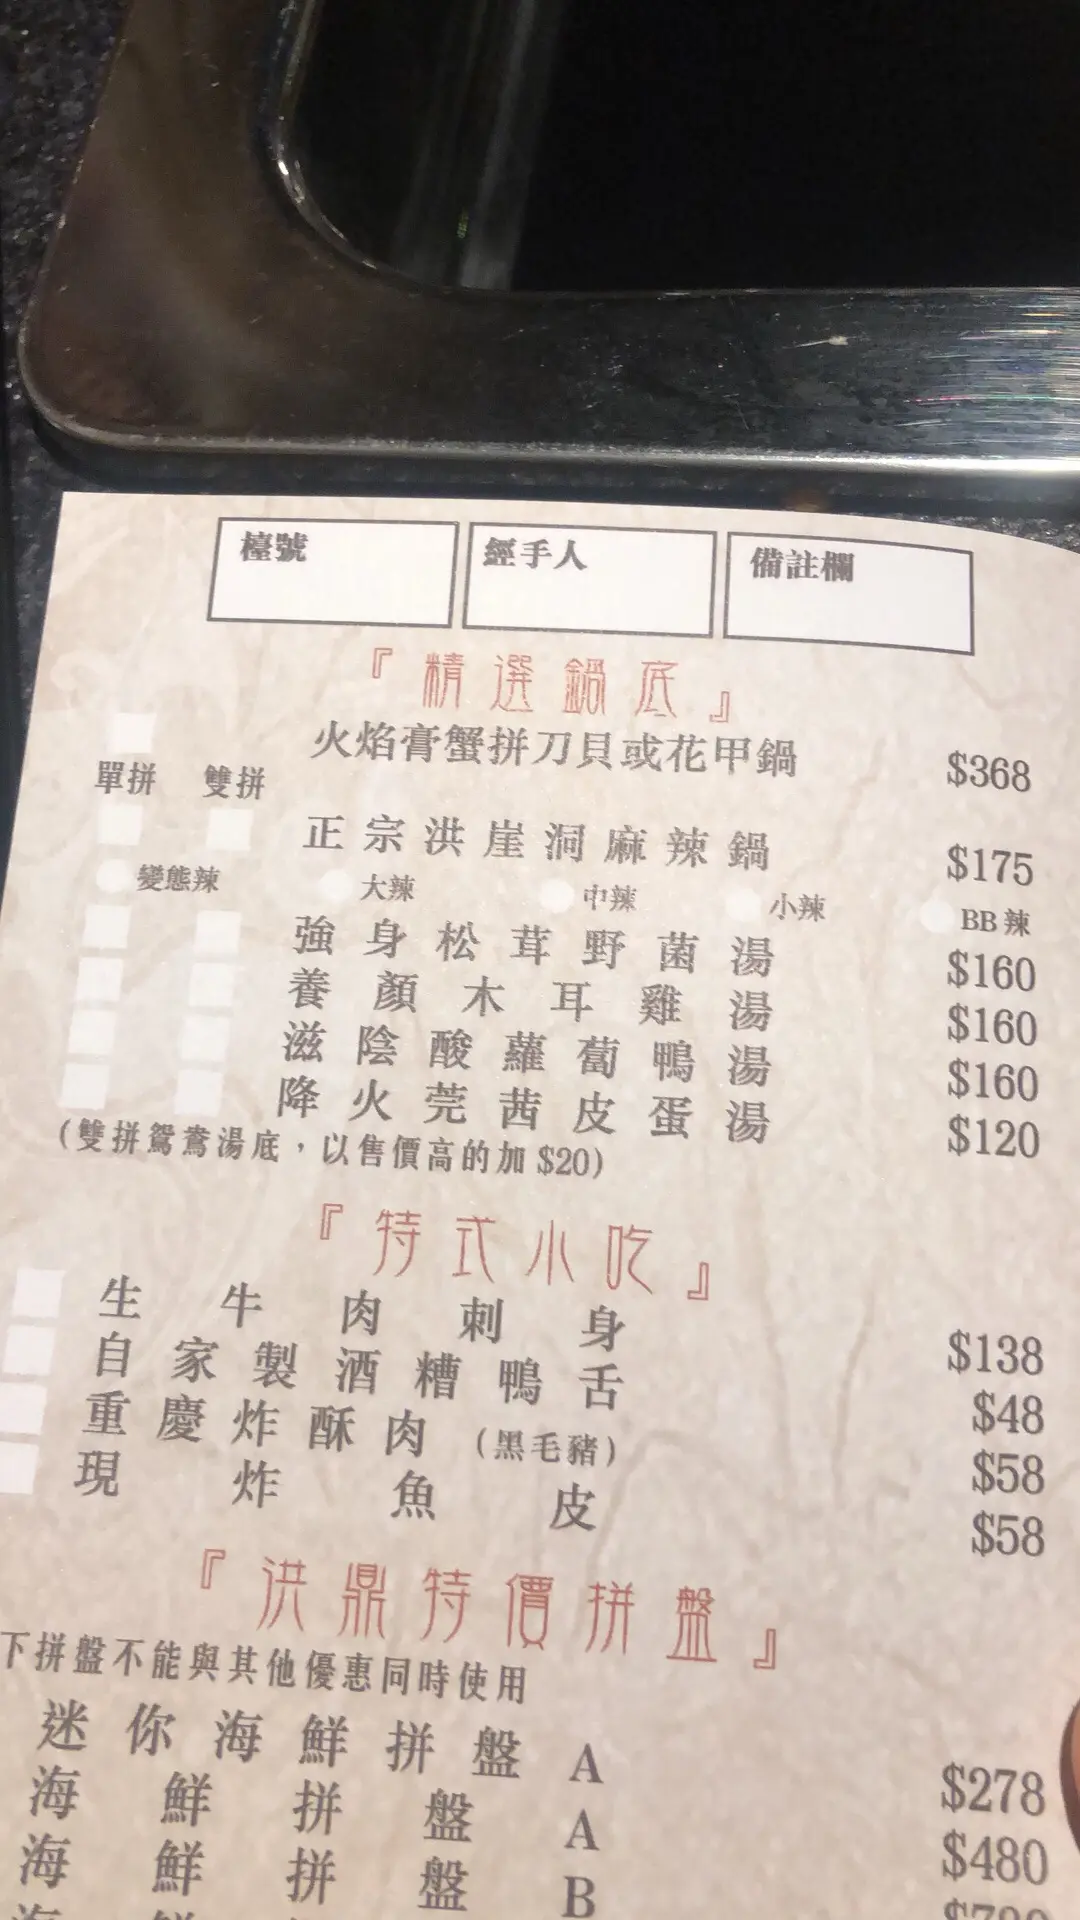 檯號
經手人
備註欄
『精選鍋底』
火焰膏蟹拼刀貝或花甲鍋 $368
單拼 雙拼
正宗洪崖洞麻辣鍋 $175
變態辣 大辣 中辣 小辣 BB辣
強身松茸野菌湯 $160
養顏木耳雞湯 $160
滋陰酸蘿蔔鴨湯 $160
降火莞茜皮蛋湯 $120
(雙拼鴛鴦湯底，以售價高的加$20)
『特式小吃』
生牛肉刺身 $138
自家製酒糟鴨舌 $48
重慶炸酥肉 (黑毛豬) $58
現炸魚皮 $58
『洪鼎特價拼盤』
下拼盤不能與其他優惠同時使用
迷你海鮮拼盤A $278
海鮮拼盤A $480
海鮮拼盤B